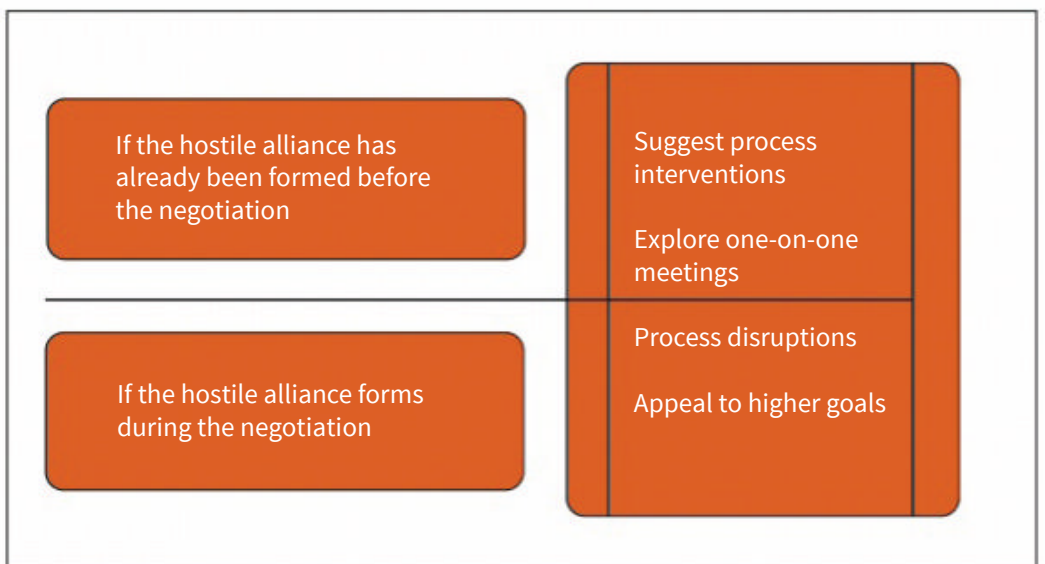 If the hostile alliance has
already been formed before
the negotiation
Suggest process
interventions
Explore one-on-one
meetings
If the hostile alliance forms
during the negotiation
Process disruptions
Appeal to higher goals